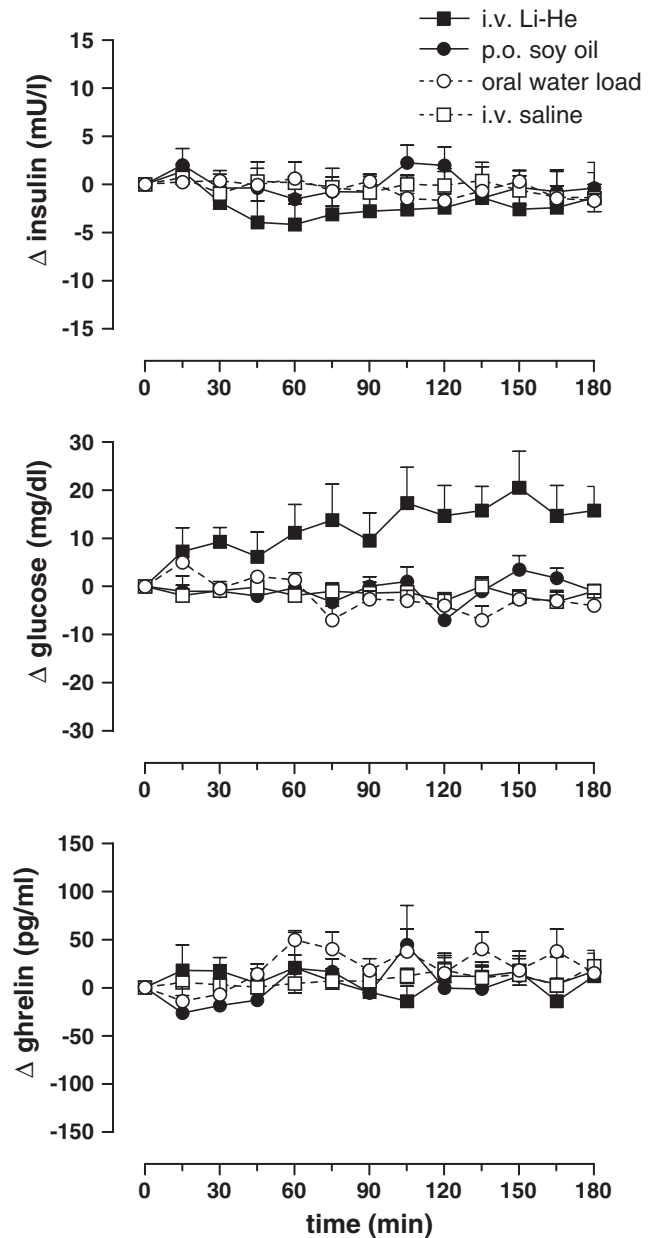 i.v. Li-He
p.o. soy oil
oral water load
i.v. saline
Δ insulin (mU/l)
15
10
5
0
-5
-10
-15
0 30 60 90 120 150 180
Δ glucose (mg/dl)
30
20
10
0
-10
-20
-30
0 30 60 90 120 150 180
Δ ghrelin (pg/ml)
150
100
50
0
-50
-100
-150
0 30 60 90 120 150 180
time (min)